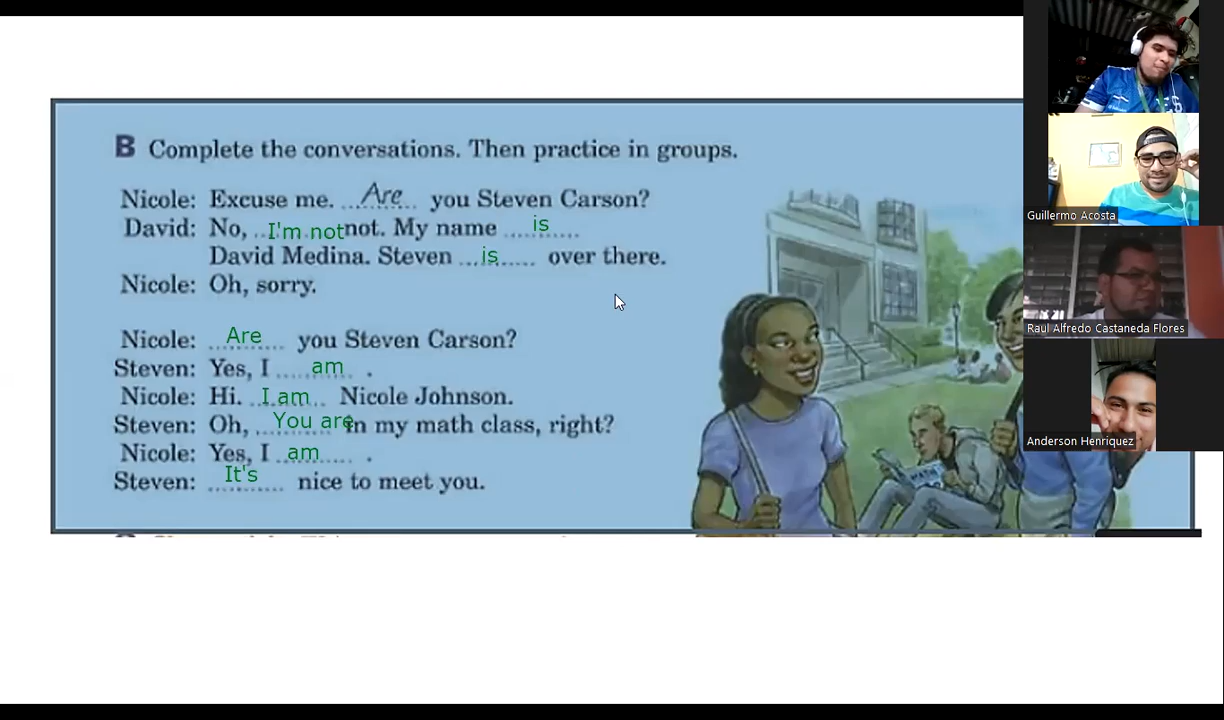 B Complete the conversations. Then practice in groups.
Nicole: Excuse me. Are you Steven Carson?
David: No, I'm not not. My name is
David Medina. Steven is over there.
Nicole: Oh, sorry.
Nicole: Are you Steven Carson?
Steven: Yes, I am .
Nicole: Hi. I am Nicole Johnson.
Steven: Oh, You are in my math class, right?
Nicole: Yes, I am .
Steven: It's nice to meet you.
Guillermo Acosta
Raul Alfredo Castaneda Flores
Anderson Henriquez